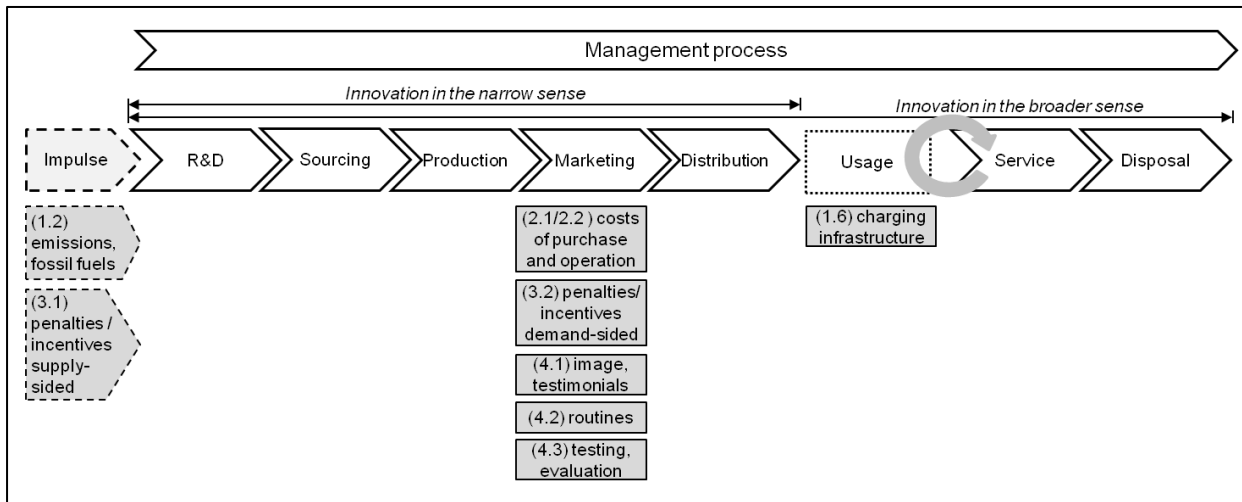 Management process
Innovation in the narrow sense
Innovation in the broader sense
Impulse
R&D
Sourcing
Production
Marketing
Distribution
Usage
Service
Disposal
(1.2)
emissions,
fossil fuels
(3.1)
penalties /
incentives
supply-
sided
(2.1/2.2 ) costs
of purchase
and operation
(3.2) penalties/
incentives
demand-sided
(4.1) image,
testimonials
(4.2) routines
(4.3) testing,
evaluation
(1.6) charging
infrastructure